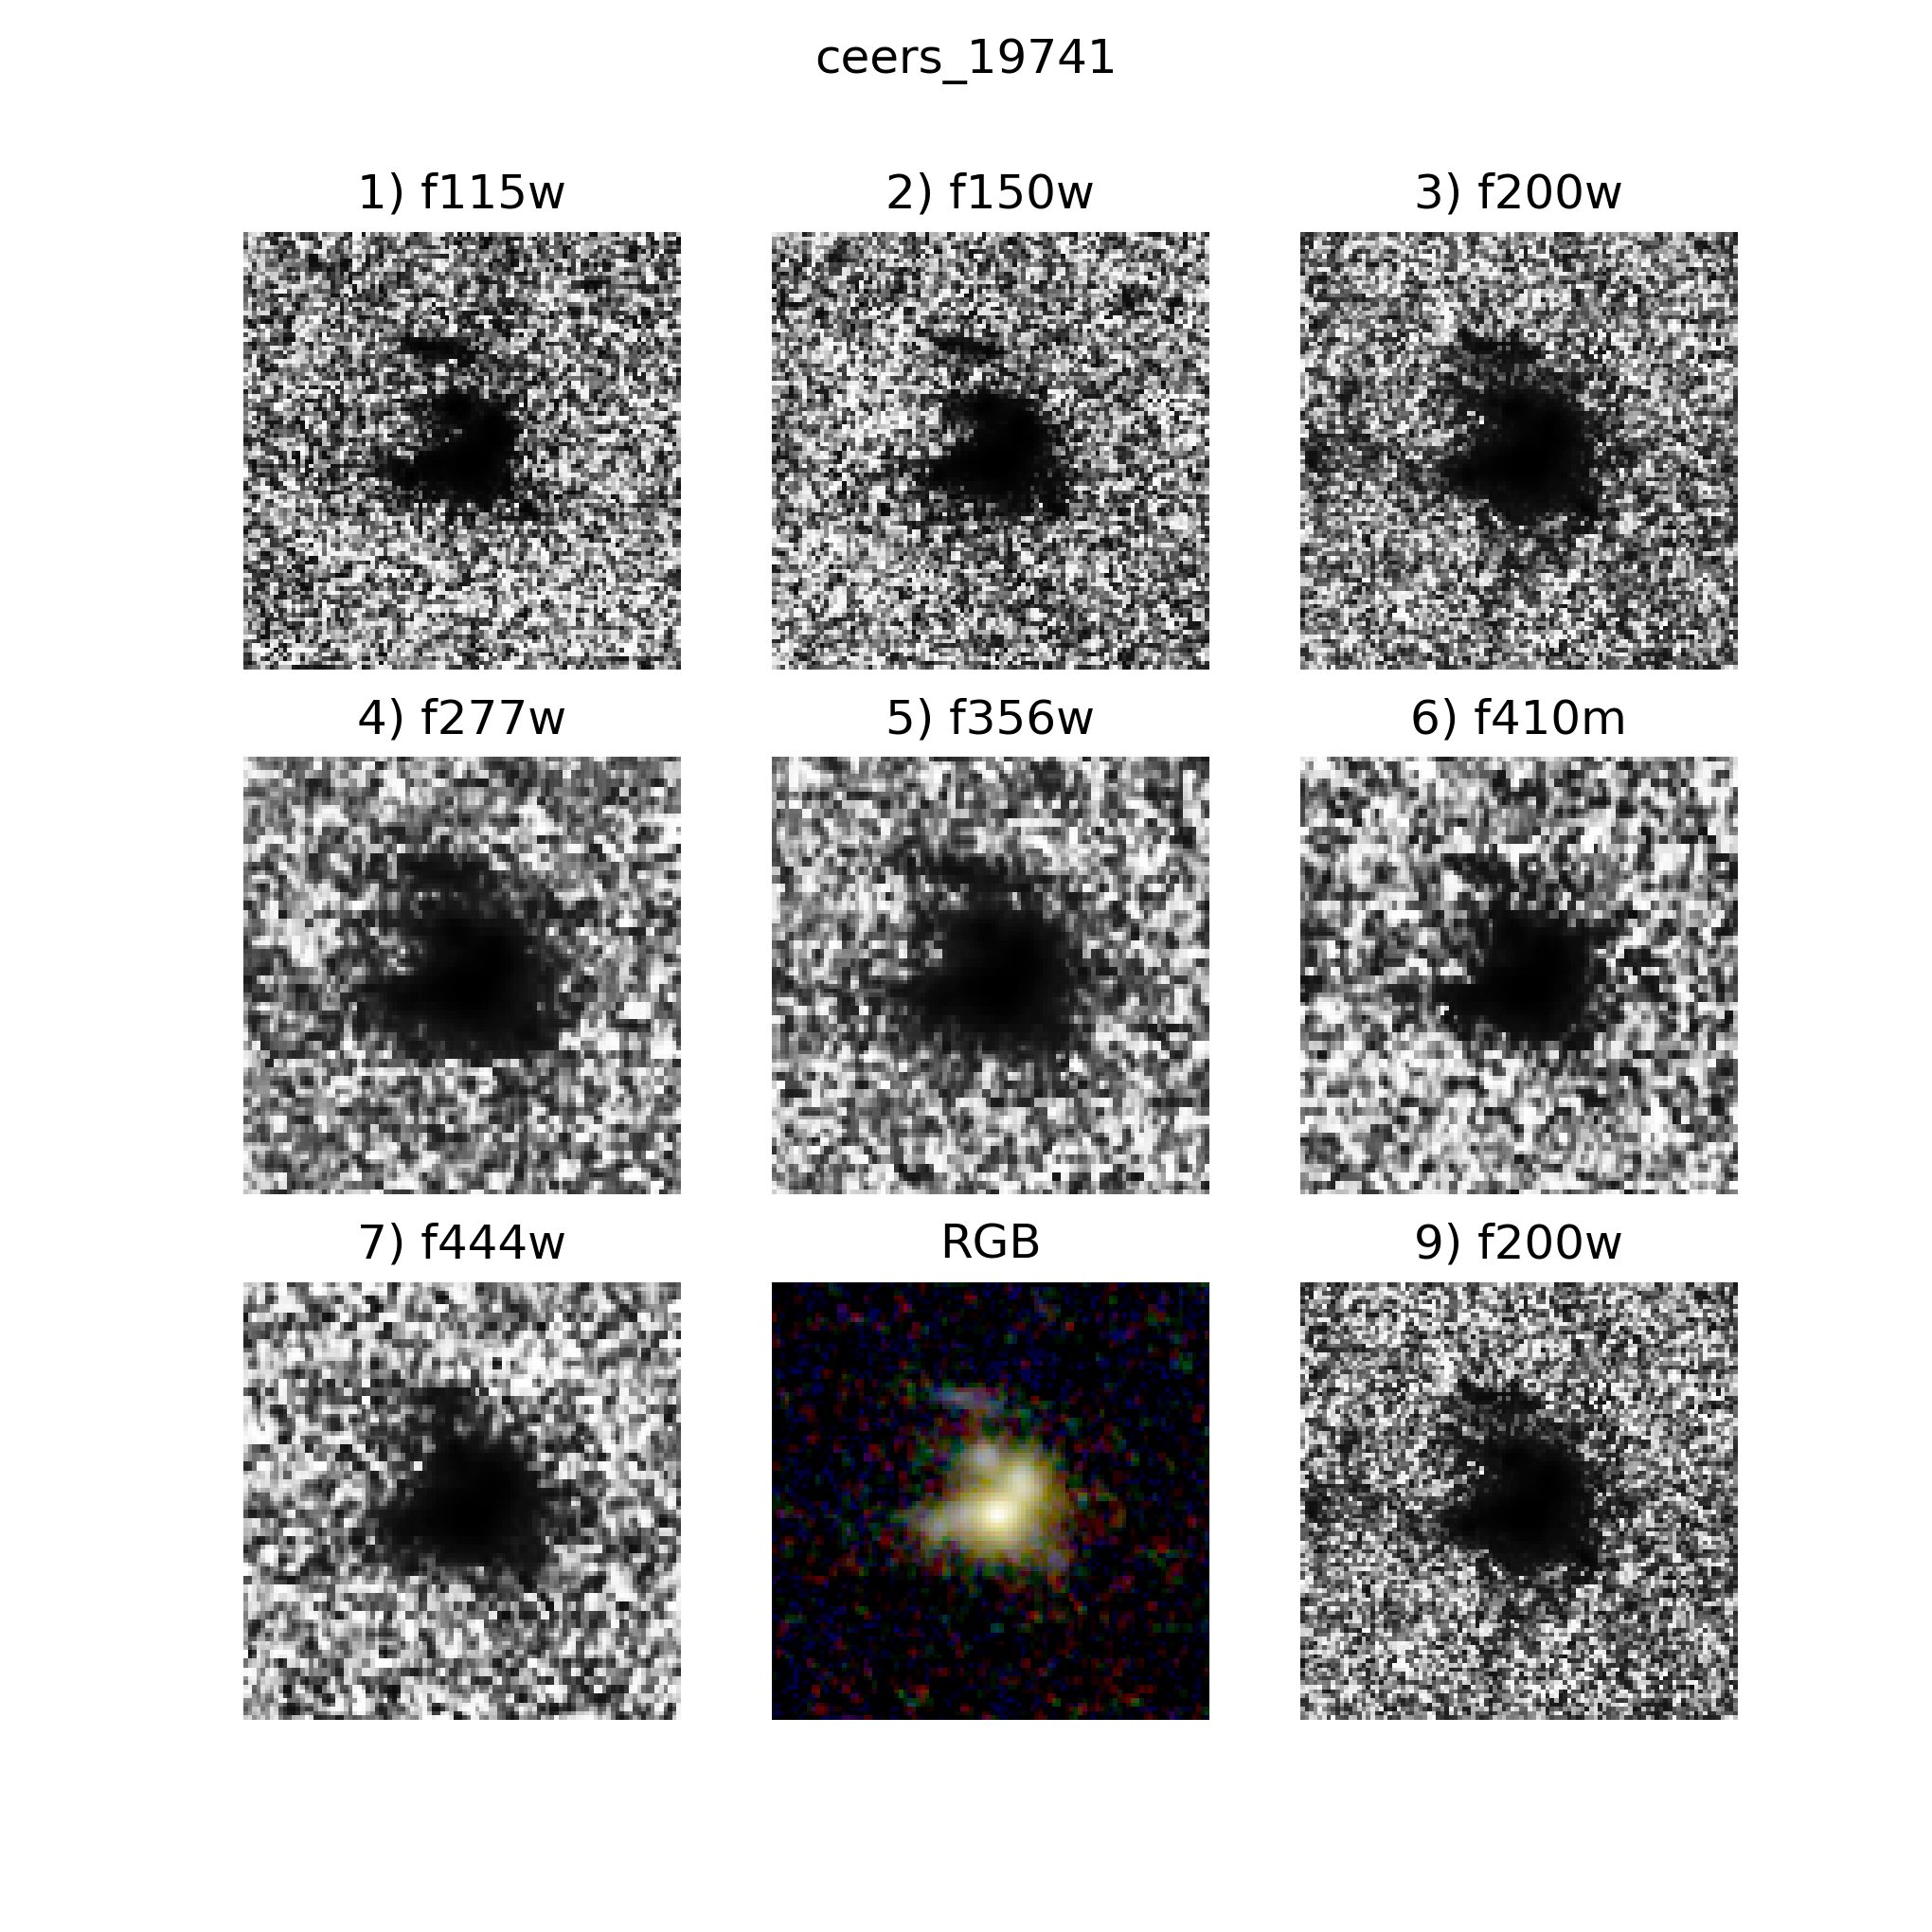 ceers_19741
1) f115w
2) f150w
3) f200w
4) f277w
5) f356w
6) f410m
7) f444w
RGB
9) f200w